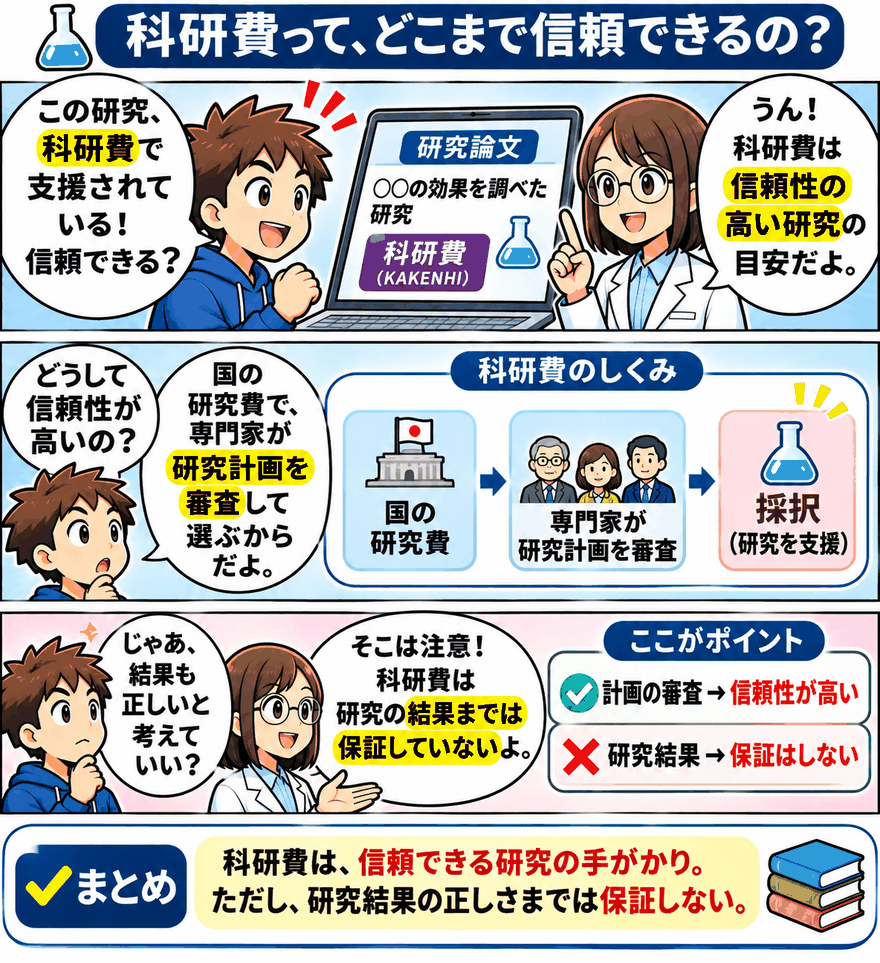 科研費って、どこまで信頼できるの？
この研究、
科研費で
支援されて
いる！
信頼できる？
研究論文
〇〇の効果を調べた
研究
科研費
(KAKENHI)
うん！
科研費は
信頼性の
高い研究の
目安だよ。
どうして
信頼性が
高いの？
国の
研究費で、
専門家が
研究計画を
審査して
選ぶから
だよ。
科研費のしくみ
国の
研究費
専門家が
研究計画を審査
採択
(研究を支援)
じゃあ、
結果も
正しいと
考えて
いい？
そこは注意！
科研費は
研究の結果までは
保証していないよ。
ここがポイント
計画の審査→信頼性が高い
研究結果→保証はしない
まとめ
科研費は、信頼できる研究の手がかり。
ただし、研究結果の正しさまでは保証しない。